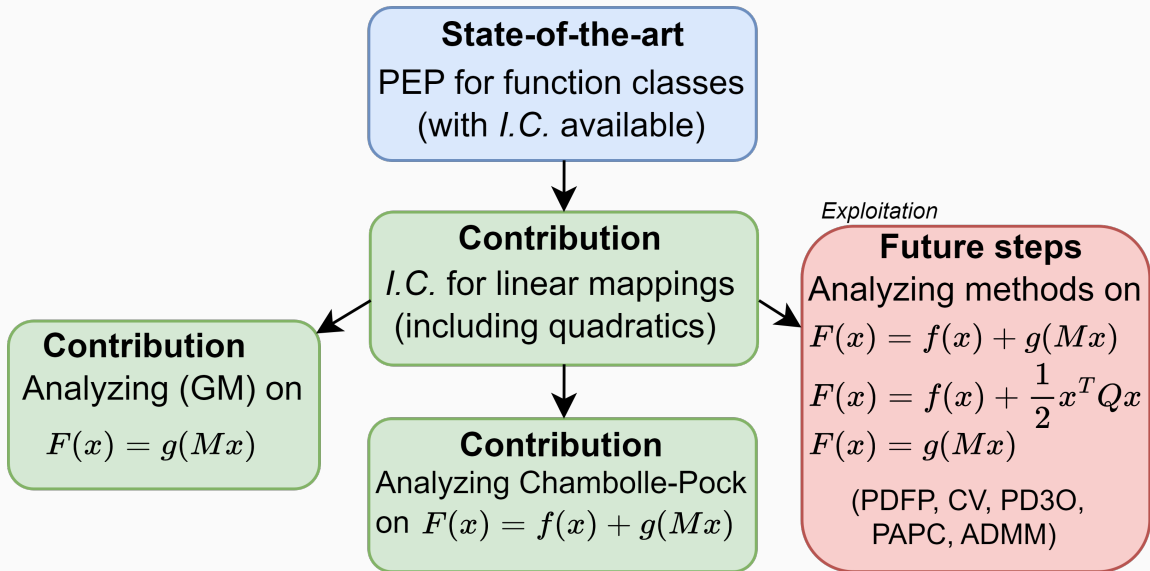 State-of-the-art
PEP for function classes
(with I.C. available)
Contribution
I.C. for linear mappings
(including quadratics)
Contribution
Analyzing (GM) on
F(x) = g(Mx)
Contribution
Analyzing Chambolle-Pock
on F(x) = f(x) + g(Mx)
Exploitation
Future steps
Analyzing methods on
F(x) = f(x) + g(Mx)
F(x) = f(x) + \frac{1}{2}x^T Qx
F(x) = g(Mx)
(PDFP, CV, PD3O,
PAPC, ADMM)